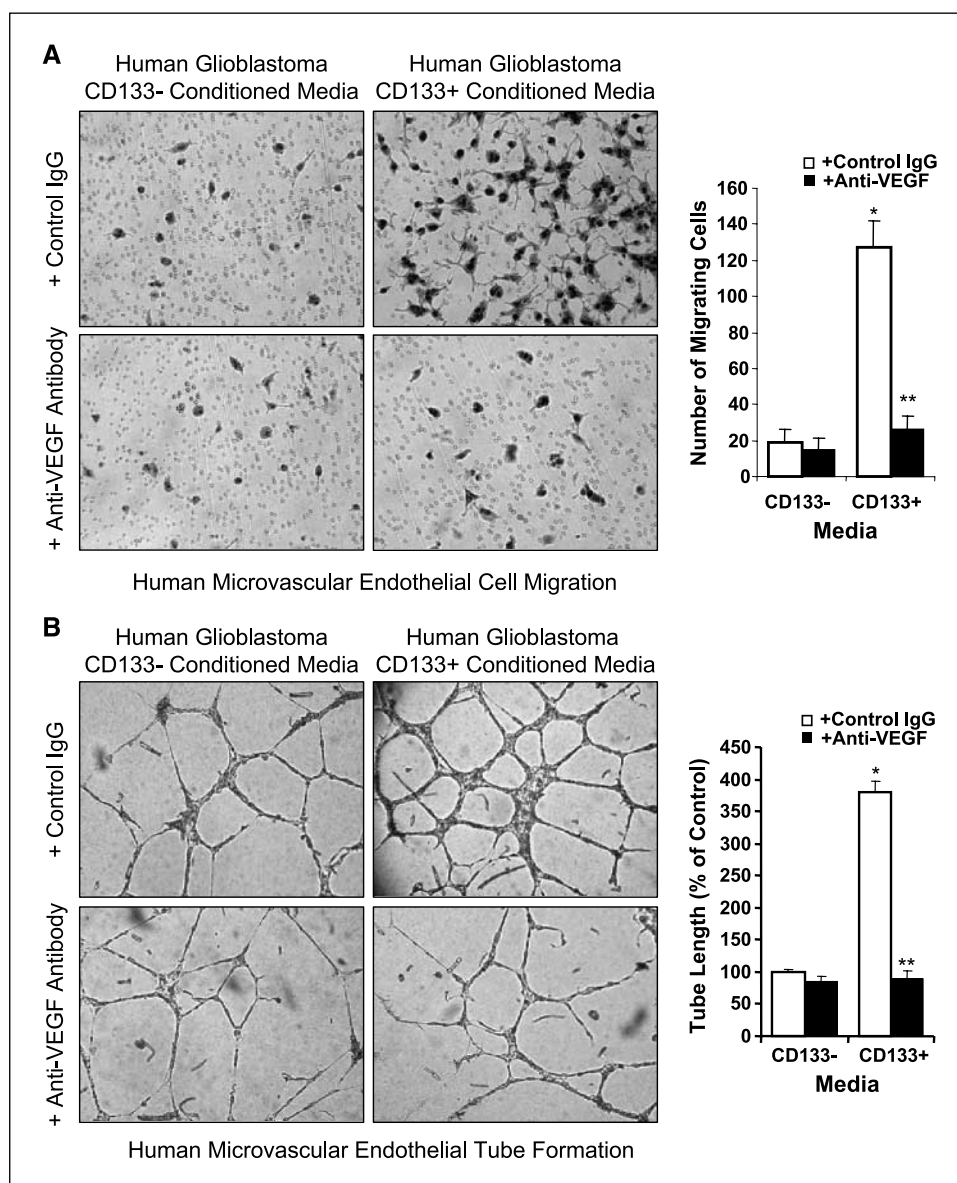 A
Human Glioblastoma
CD133- Conditioned Media
Human Glioblastoma
CD133+ Conditioned Media
+ Control IgG
+ Anti-VEGF Antibody
Human Microvascular Endothelial Cell Migration
+Control IgG
+Anti-VEGF
Number of Migrating Cells
160
140
120
100
80
60
40
20
0
*
**
CD133-
CD133+
Media
B
Human Glioblastoma
CD133- Conditioned Media
Human Glioblastoma
CD133+ Conditioned Media
+ Control IgG
+ Anti-VEGF Antibody
Human Microvascular Endothelial Tube Formation
+Control IgG
+Anti-VEGF
Tube Length (% of Control)
450
400
350
300
250
200
150
100
50
0
*
**
CD133-
CD133+
Media